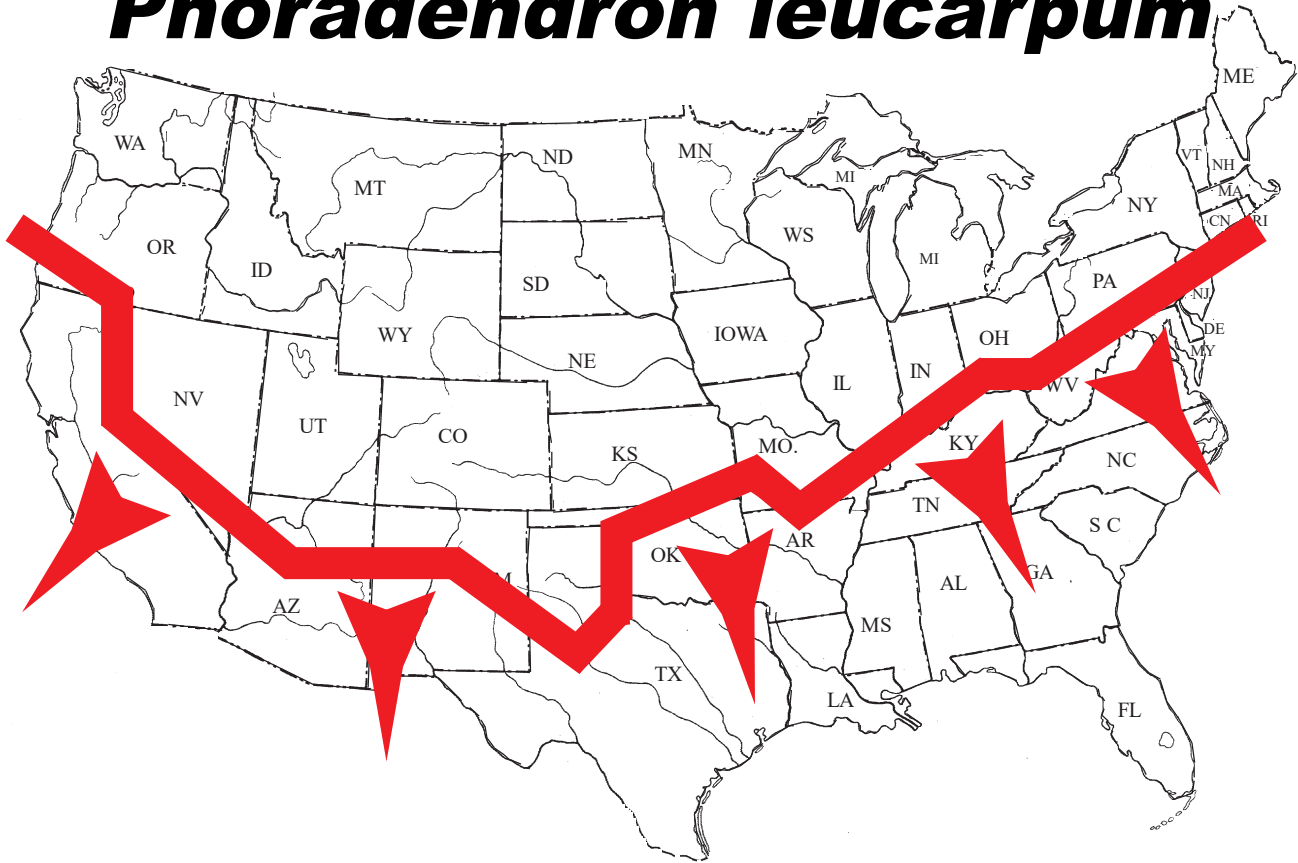 Phoradendron leucarpum
ME
WA
ND
MN
VT
NH
MT
MI
MA
NY
CN
RI
OR
WS
ID
MI
SD
PA
NJ
WY
IOWA
OH
DE
MY
NE
IN
IL
WV
NV
UT
CO
KS
MO.
KY
NC
TN
S C
OK
AR
GA
M
AL
AZ
MS
TX
LA
FL